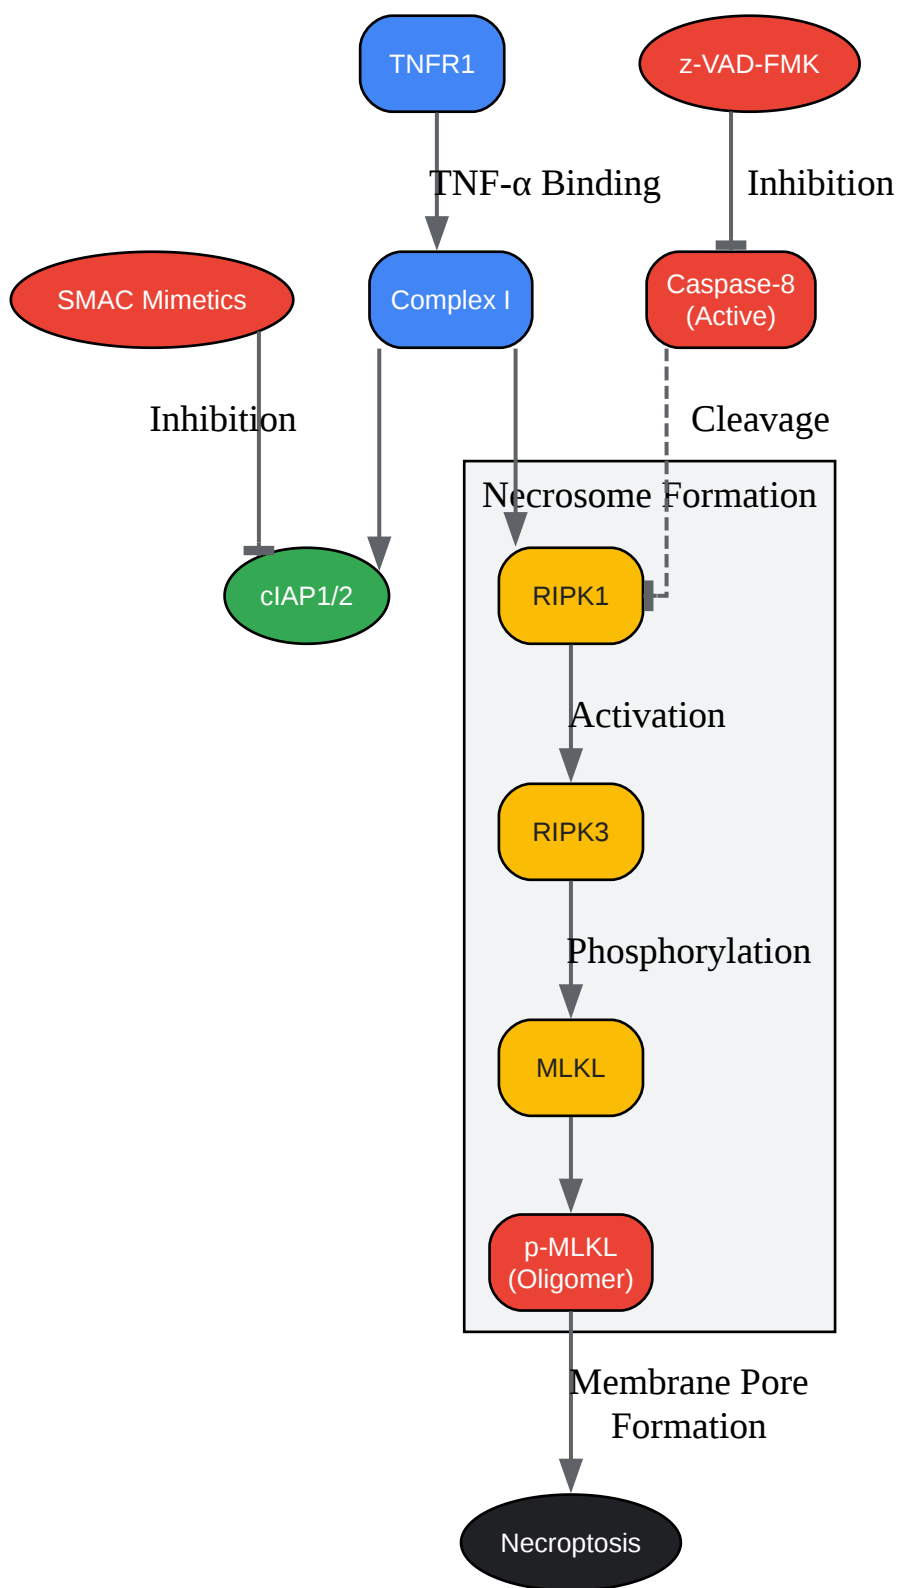 TNFR1
z-VAD-FMK
TNF-α Binding
Inhibition
SMAC Mimetics
Complex I
Caspase-8
(Active)
Inhibition
Cleavage
Necrosome Formation
cIAP1/2
RIPK1
Activation
RIPK3
Phosphorylation
MLKL
p-MLKL
(Oligomer)
Membrane Pore
Formation
Necroptosis